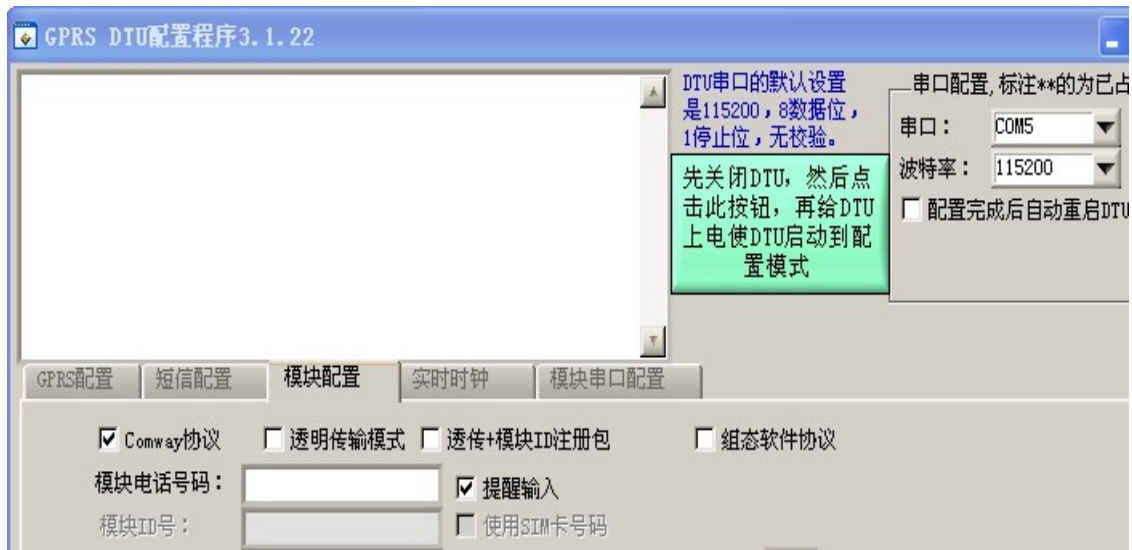 GPRS DTU配置程序3.1.22
DTU串口的默认设置
是115200，8数据位，
1停止位，无校验。
先关闭DTU，然后点
击此按钮，再给DTU
上电使DTU启动到配
置模式
串口配置,标注**的为已占
串口：
COM5
波特率：
115200
配置完成后自动重启DTU
GPRS配置
短信配置
模块配置
实时时钟
模块串口配置
Comway协议
透明传输模式
透传+模块ID注册包
组态软件协议
模块电话号码：
提醒输入
模块ID号：
使用SIM卡号码